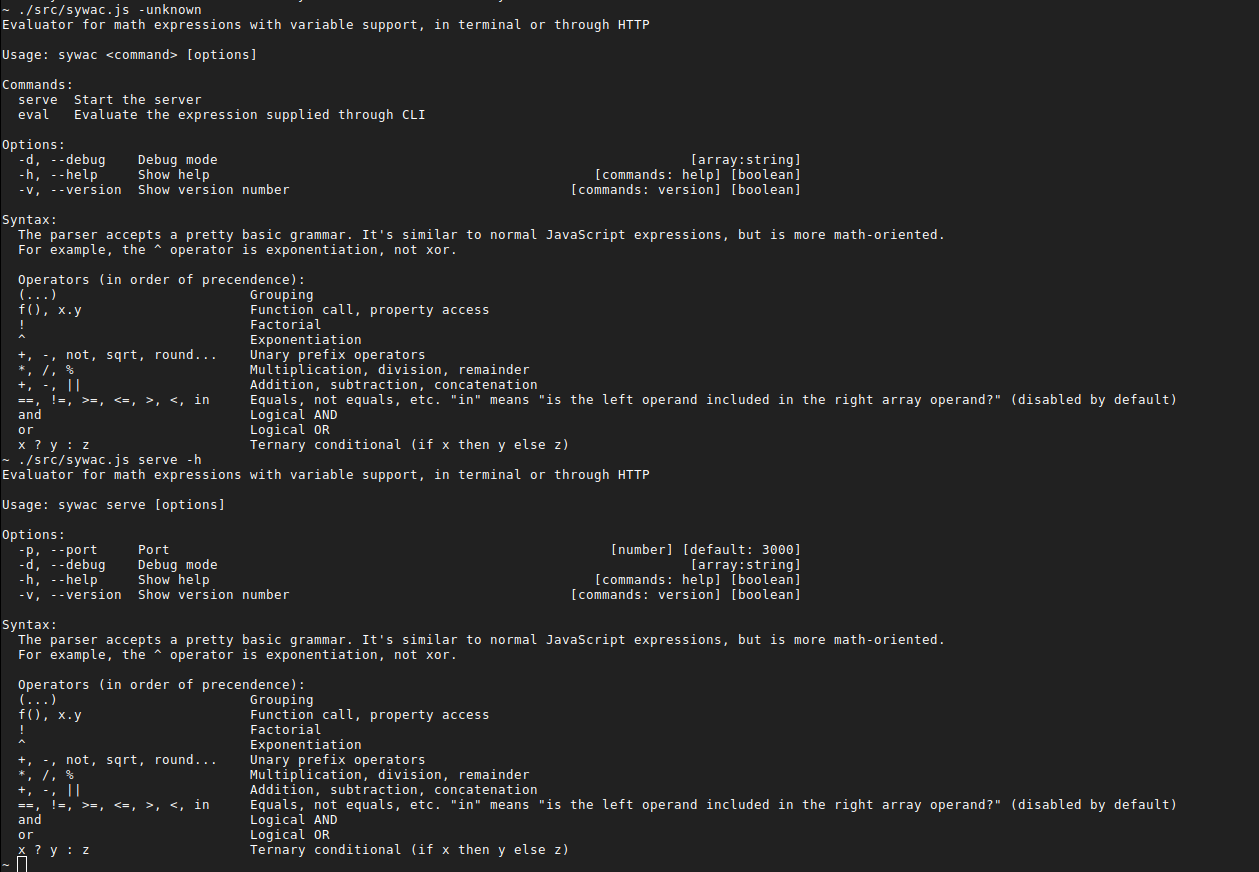 ~ ./src/sywac.js -unknown
Evaluator for math expressions with variable support, in terminal or through HTTP

Usage: sywac <command> [options]

Commands:
  serve  Start the server
  eval   Evaluate the expression supplied through CLI

Options:
  -d, --debug    Debug mode                                                           [array:string]
  -h, --help     Show help                                                [commands: help] [boolean]
  -v, --version  Show version number                                   [commands: version] [boolean]

Syntax:
  The parser accepts a pretty basic grammar. It's similar to normal JavaScript expressions, but is more math-oriented.
  For example, the ^ operator is exponentiation, not xor.

  Operators (in order of precendence):
  (...)                        Grouping
  f(), x.y                     Function call, property access
  !                            Factorial
  ^                            Exponentiation
  +, -, not, sqrt, round...    Unary prefix operators
  *, /, %                      Multiplication, division, remainder
  +, -, ||                     Addition, subtraction, concatenation
  ==, !=, >=, <=, >, <, in     Equals, not equals, etc. "in" means "is the left operand included in the right array operand?" (disabled by default)
  and                          Logical AND
  or                           Logical OR
  x ? y : z                    Ternary conditional (if x then y else z)
~ ./src/sywac.js serve -h
Evaluator for math expressions with variable support, in terminal or through HTTP

Usage: sywac serve [options]

Options:
  -p, --port     Port                                                       [number] [default: 3000]
  -d, --debug    Debug mode                                                           [array:string]
  -h, --help     Show help                                                [commands: help] [boolean]
  -v, --version  Show version number                                   [commands: version] [boolean]

Syntax:
  The parser accepts a pretty basic grammar. It's similar to normal JavaScript expressions, but is more math-oriented.
  For example, the ^ operator is exponentiation, not xor.

  Operators (in order of precendence):
  (...)                        Grouping
  f(), x.y                     Function call, property access
  !                            Factorial
  ^                            Exponentiation
  +, -, not, sqrt, round...    Unary prefix operators
  *, /, %                      Multiplication, division, remainder
  +, -, ||                     Addition, subtraction, concatenation
  ==, !=, >=, <=, >, <, in     Equals, not equals, etc. "in" means "is the left operand included in the right array operand?" (disabled by default)
  and                          Logical AND
  or                           Logical OR
  x ? y : z                    Ternary conditional (if x then y else z)
~